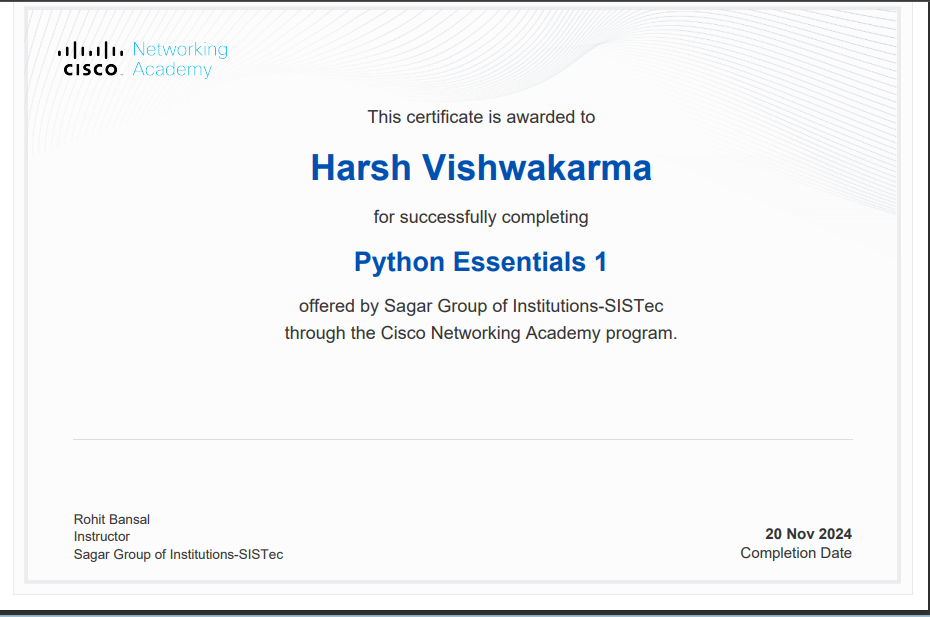 Networking
CISCO. Academy
This certificate is awarded to
Harsh Vishwakarma
for successfully completing
Python Essentials 1
offered by Sagar Group of Institutions-SISTec
through the Cisco Networking Academy program.
Rohit Bansal
Instructor
Sagar Group of Institutions-SISTec
20 Nov 2024
Completion Date